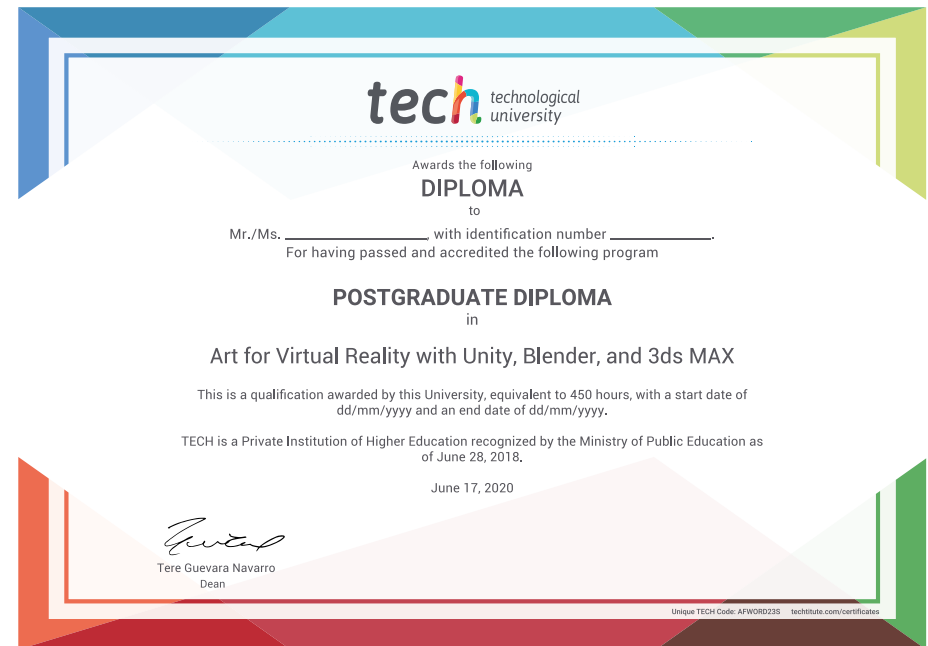 tech technological
university
Awards the following
DIPLOMA
to
Mr./Ms. ____________________, with identification number ______________.
For having passed and accredited the following program
POSTGRADUATE DIPLOMA
in
Art for Virtual Reality with Unity, Blender, and 3ds MAX
This is a qualification awarded by this University, equivalent to 450 hours, with a start date of
dd/mm/yyyy and an end date of dd/mm/yyyy.
TECH is a Private Institution of Higher Education recognized by the Ministry of Public Education as
of June 28, 2018.
June 17, 2020
Tere Guevara Navarro
Dean
Unique TECH Code: AFWORD23S techtitute.com/certificates